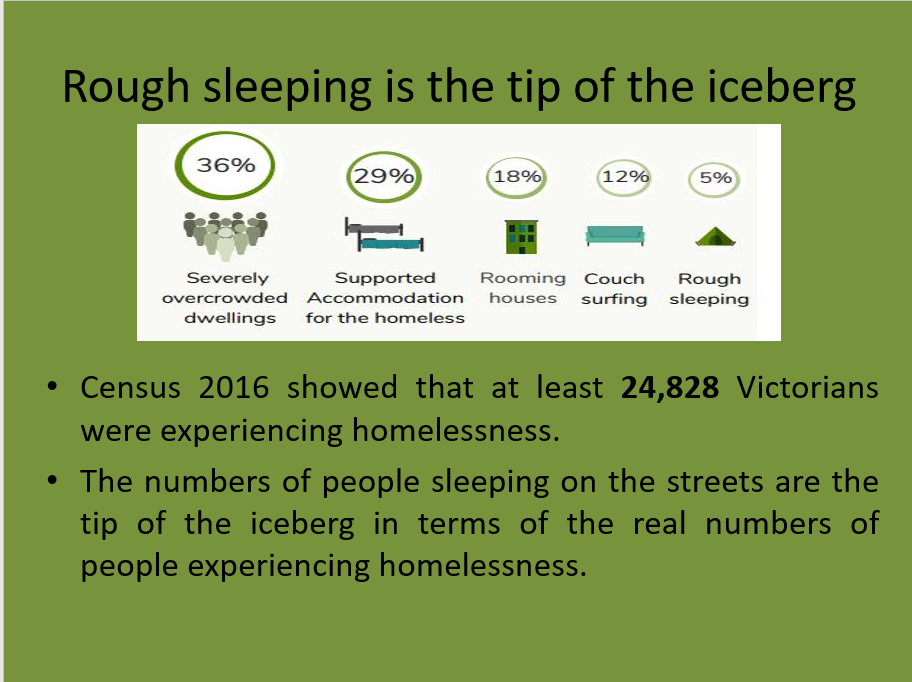 Rough sleeping is the tip of the iceberg
36% 29% 18% 12% 5%
Severely Supported Rooming Couch Rough
overcrowded Accommodation houses surfing sleeping
dwellings for the homeless
• Census 2016 showed that at least 24,828 Victorians
were experiencing homelessness.
• The numbers of people sleeping on the streets are the
tip of the iceberg in terms of the real numbers of
people experiencing homelessness.